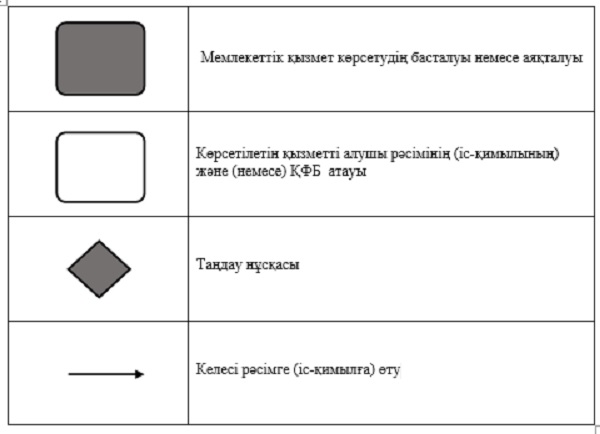 Мемлекеттік қызмет көрсетудің басталуы немесе аяқталуы
Көрсетілетін қызметті алушы рәсімінің (іс-қимылының)
және (немесе) ҚФБ атауы
Таңдау нұсқасы
Келесі рәсімге (іс-қимылға) өту